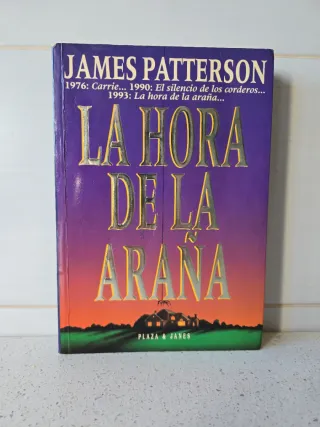 JAMES PATTERSON
1976: Carrie... 1990: El silencio de los corderos...
1993: La hora de la araña...
LA HORA
DE LA
ARAÑA
PLAZA & JANES